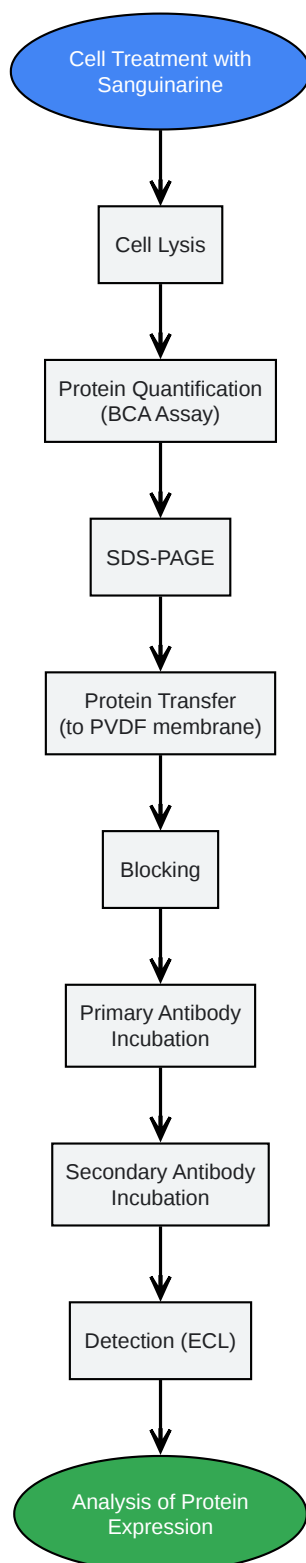 Cell Treatment with
Sanguinarine
Cell Lysis
Protein Quantification
(BCA Assay)
SDS-PAGE
Protein Transfer
(to PVDF membrane)
Blocking
Primary Antibody
Incubation
Secondary Antibody
Incubation
Detection (ECL)
Analysis of Protein
Expression